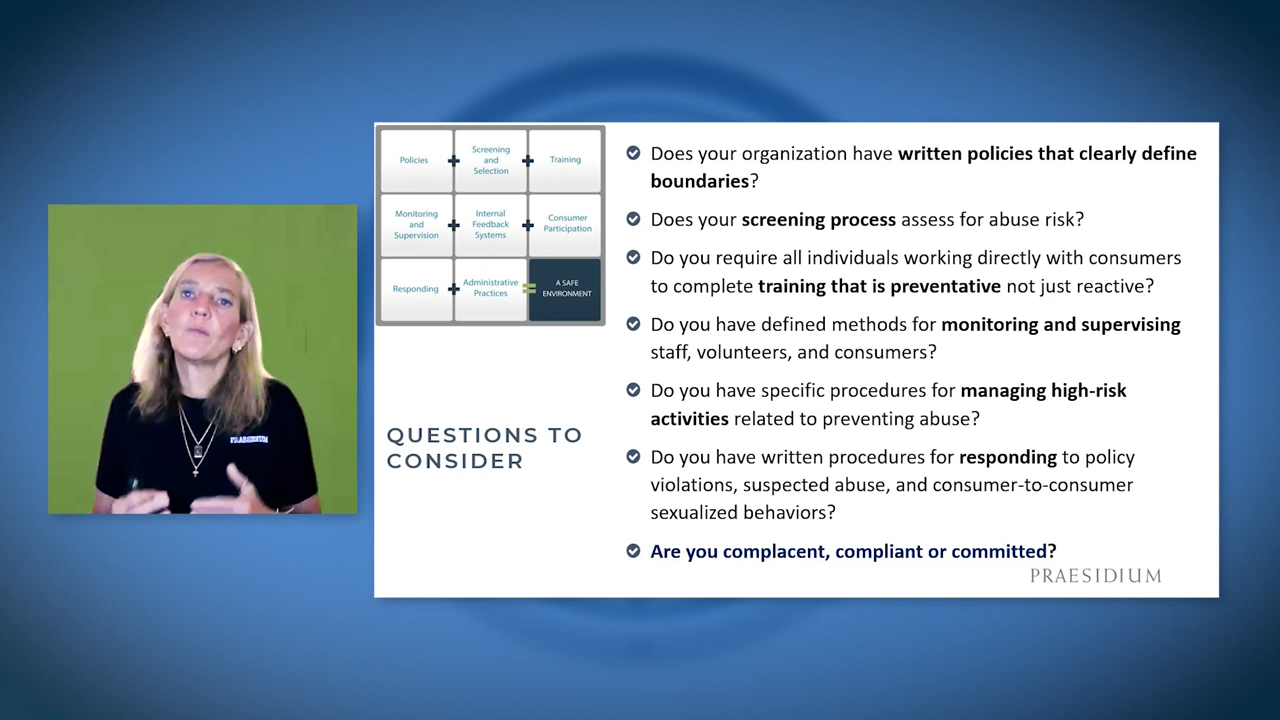 Policies
Screening
and
Selection
Training
Monitoring
and
Supervision
Internal
Feedback
Systems
Consumer
Participation
Responding
Administrative
Practices
A SAFE
ENVIRONMENT
QUESTIONS TO
CONSIDER
Does your organization have written policies that clearly define
boundaries?
Does your screening process assess for abuse risk?
Do you require all individuals working directly with consumers
to complete training that is preventative not just reactive?
Do you have defined methods for monitoring and supervising
staff, volunteers, and consumers?
Do you have specific procedures for managing high-risk
activities related to preventing abuse?
Do you have written procedures for responding to policy
violations, suspected abuse, and consumer-to-consumer
sexualized behaviors?
Are you complacent, compliant or committed?
PRAESIDIUM
PRAESIDIUM